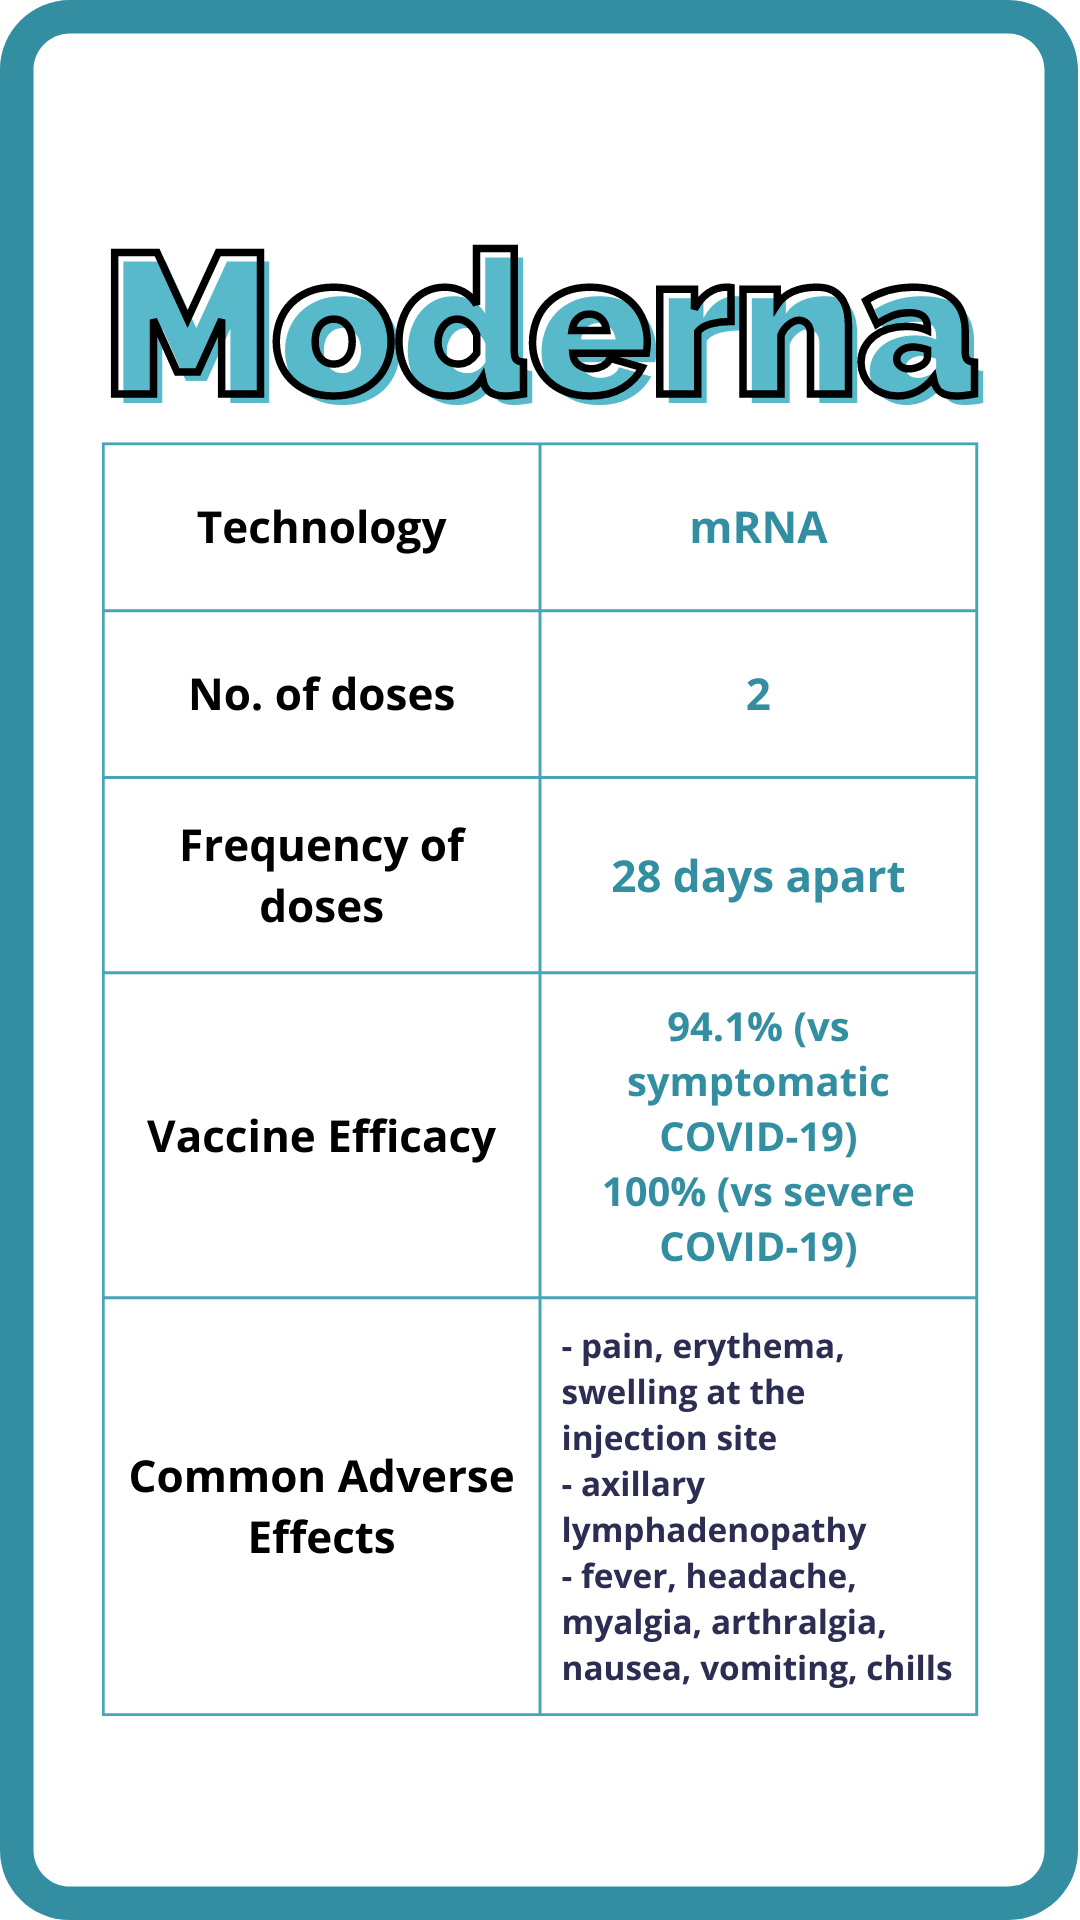 Moderna
Technology
mRNA
No. of doses
2
Frequency of
doses
28 days apart
Vaccine Efficacy
94.1% (vs
symptomatic
COVID-19)
100% (vs severe
COVID-19)
Common Adverse
Effects
- pain, erythema,
swelling at the
injection site
- axillary
lymphadenopathy
- fever, headache,
myalgia, arthralgia,
nausea, vomiting, chills